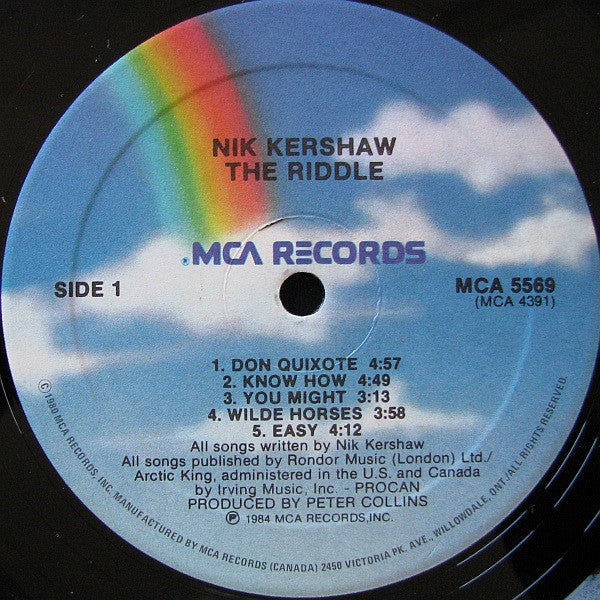 NIK KERSHAW
THE RIDDLE
® MCA RECORDS
SIDE 1
MCA 5569
(MCA 4391)
1. DON QUIXOTE 4:57
2. KNOW HOW 4:49
3. YOU MIGHT 3:13
4. WILDE HORSES 3:58
5. EASY 4:12
All songs written by Nik Kershaw
All songs published by Rondor Music (London) Ltd./
Arctic King, administered in the U.S. and Canada
by Irving Music, Inc. - PROCAN
PRODUCED BY PETER COLLINS
℗ 1984 MCA RECORDS, INC.
© 1980 MCA RECORDS, INC. MANUFACTURED BY MCA RECORDS (CANADA) 2450 VICTORIA PK. AVE., WILLOWDALE, ONT./ALL RIGHTS RESERVED